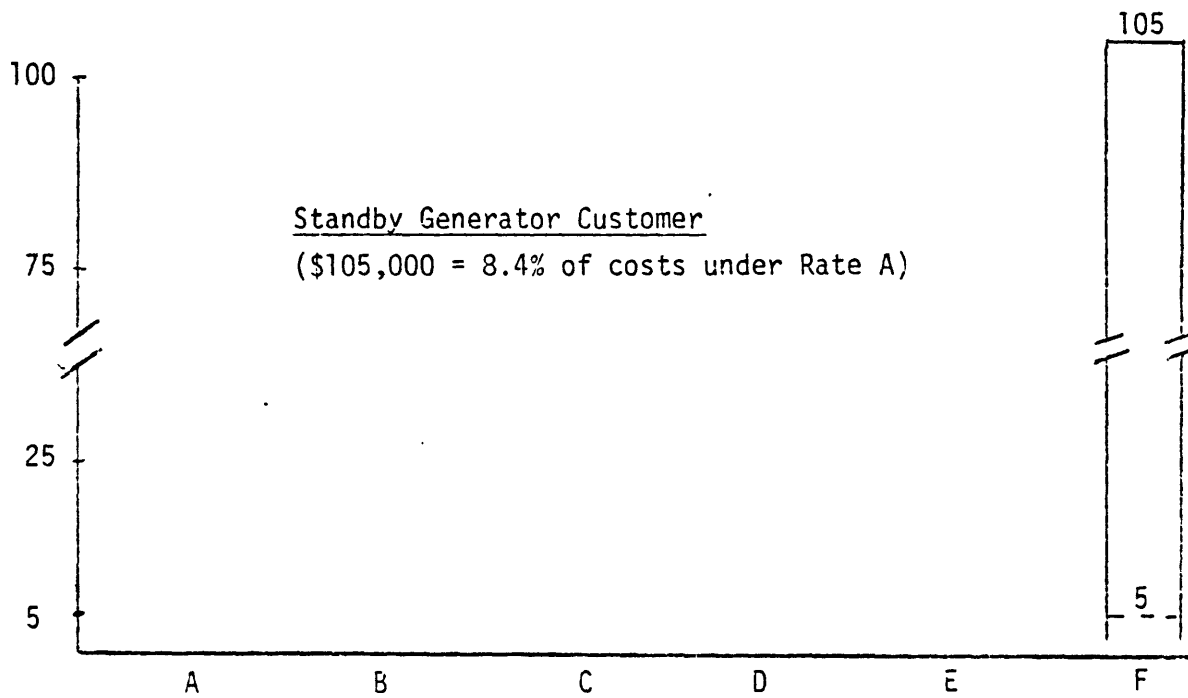 105
100
Standby Generator Customer
($105,000 = 8.4% of costs under Rate A)
75
25
5
5
A B C D E F